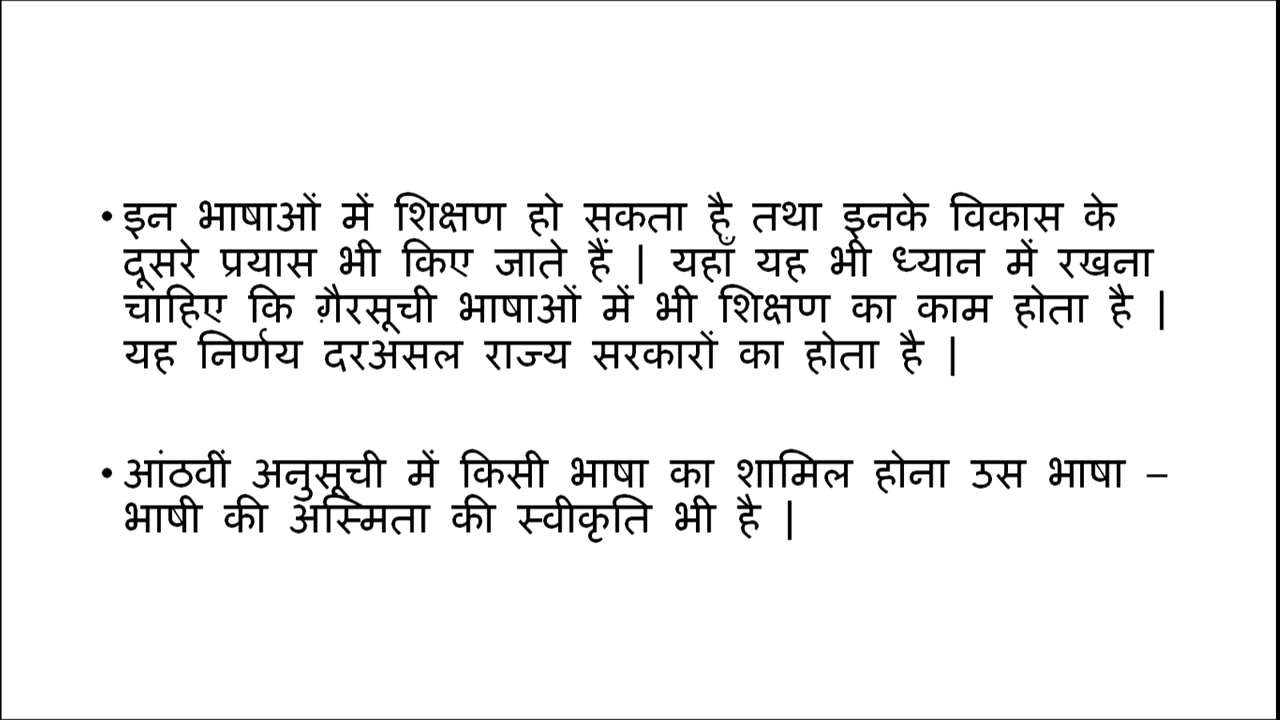 • इन भाषाओं में शिक्षण हो सकता है तथा इनके विकास के
दूसरे प्रयास भी किए जाते हैं | यहाँ यह भी ध्यान में रखना
चाहिए कि ग़ैरसूची भाषाओं में भी शिक्षण का काम होता है |
यह निर्णय दरअसल राज्य सरकारों का होता है |
• आंठवीं अनुसूची में किसी भाषा का शामिल होना उस भाषा –
भाषी की अस्मिता की स्वीकृति भी है |